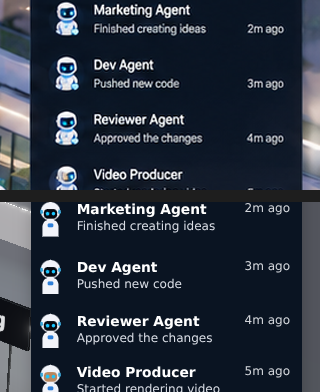 Marketing Agent
Finished creating ideas 2m ago
Dev Agent
Pushed new code 3m ago
Reviewer Agent
Approved the changes 4m ago
Video Producer
Marketing Agent 2m ago
Finished creating ideas
Dev Agent 3m ago
Pushed new code
Reviewer Agent 4m ago
Approved the changes
Video Producer 5m ago
Started rendering video